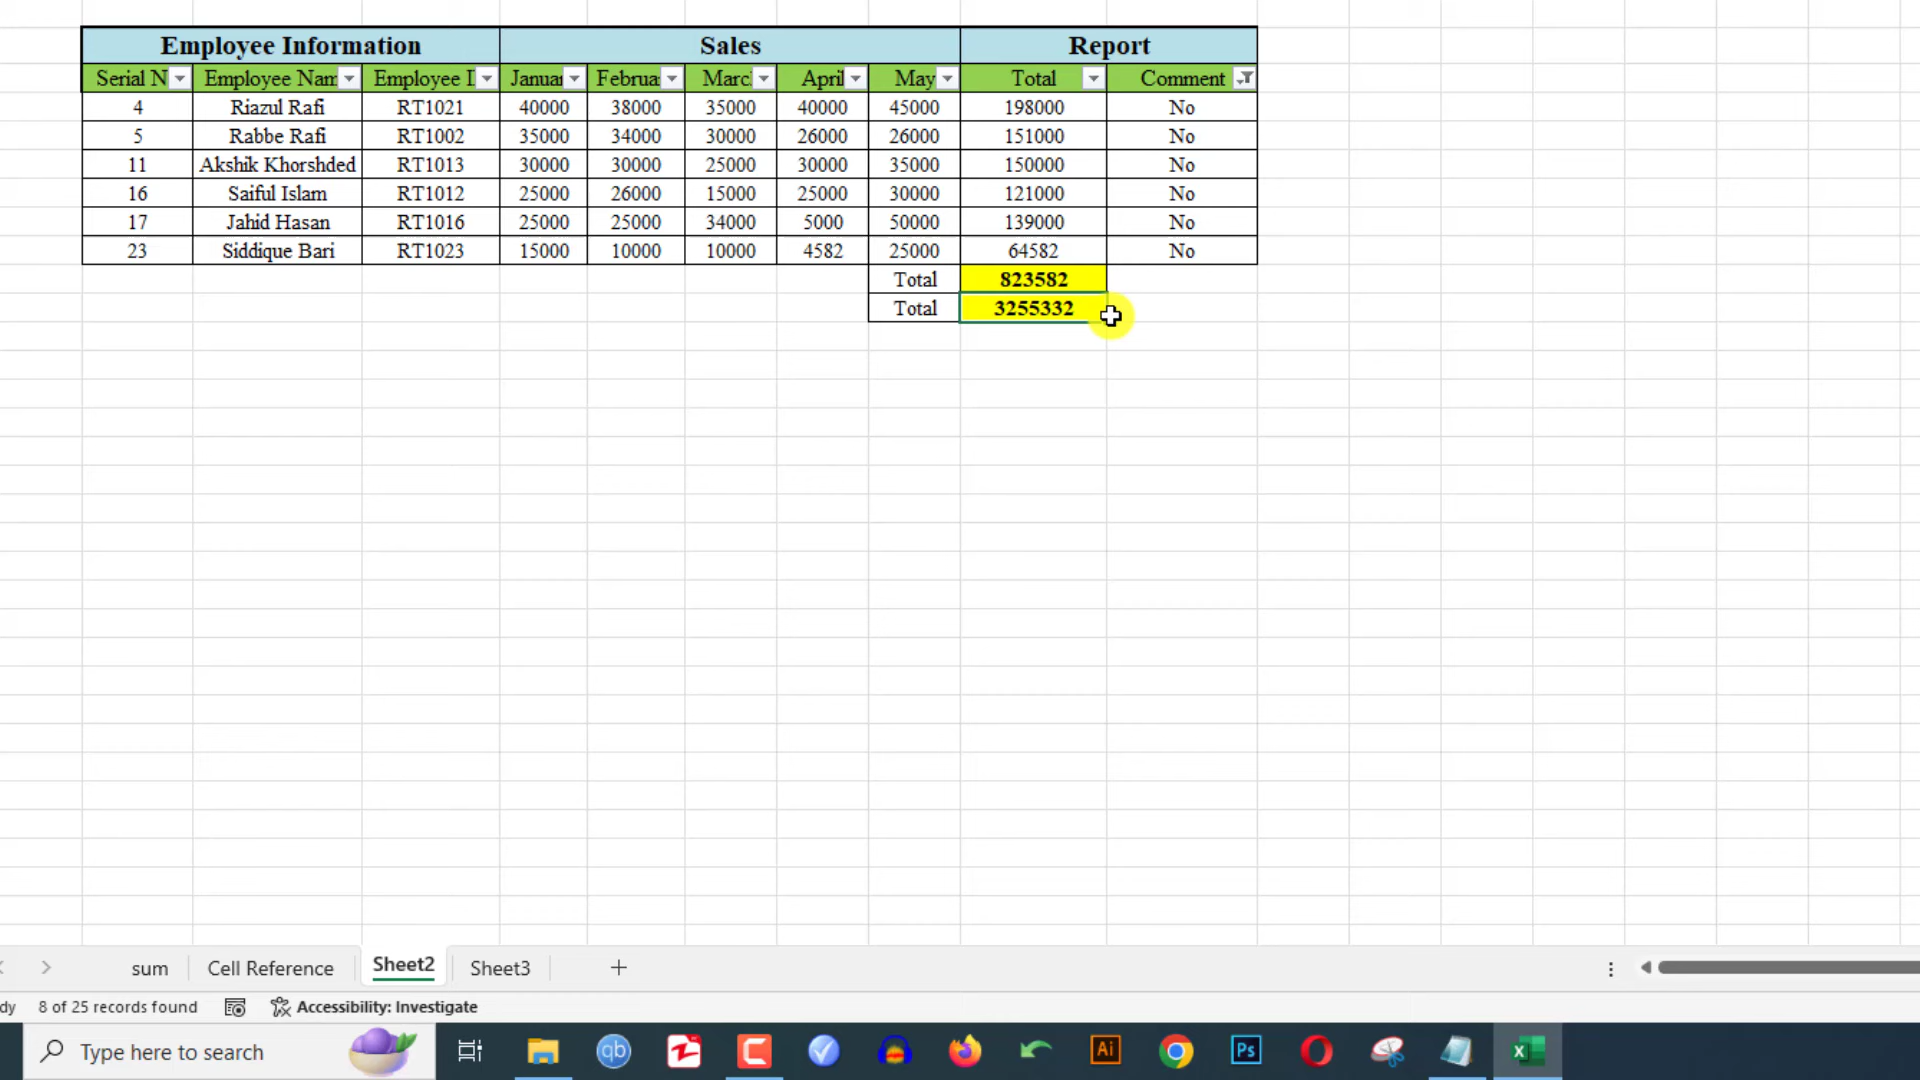 Employee Information Sales Report
Serial N Employee Nam Employee I Januar Februa Marc April May Total Comment
4 Riazul Rafi RT1021 40000 38000 35000 40000 45000 198000 No
5 Rabbe Rafi RT1002 35000 34000 30000 26000 26000 151000 No
11 Akshik Khorshded RT1013 30000 30000 25000 30000 35000 150000 No
16 Saiful Islam RT1012 25000 26000 15000 25000 30000 121000 No
17 Jahid Hasan RT1016 25000 25000 34000 5000 50000 139000 No
23 Siddique Bari RT1023 15000 10000 10000 4582 25000 64582 No
Total 823582
Total 3255332
sum Cell Reference Sheet2 Sheet3
dy 8 of 25 records found Accessibility: Investigate
Type here to search qb Ai Ps